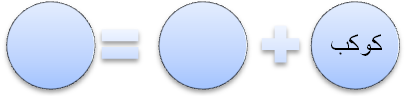 كوكب + =